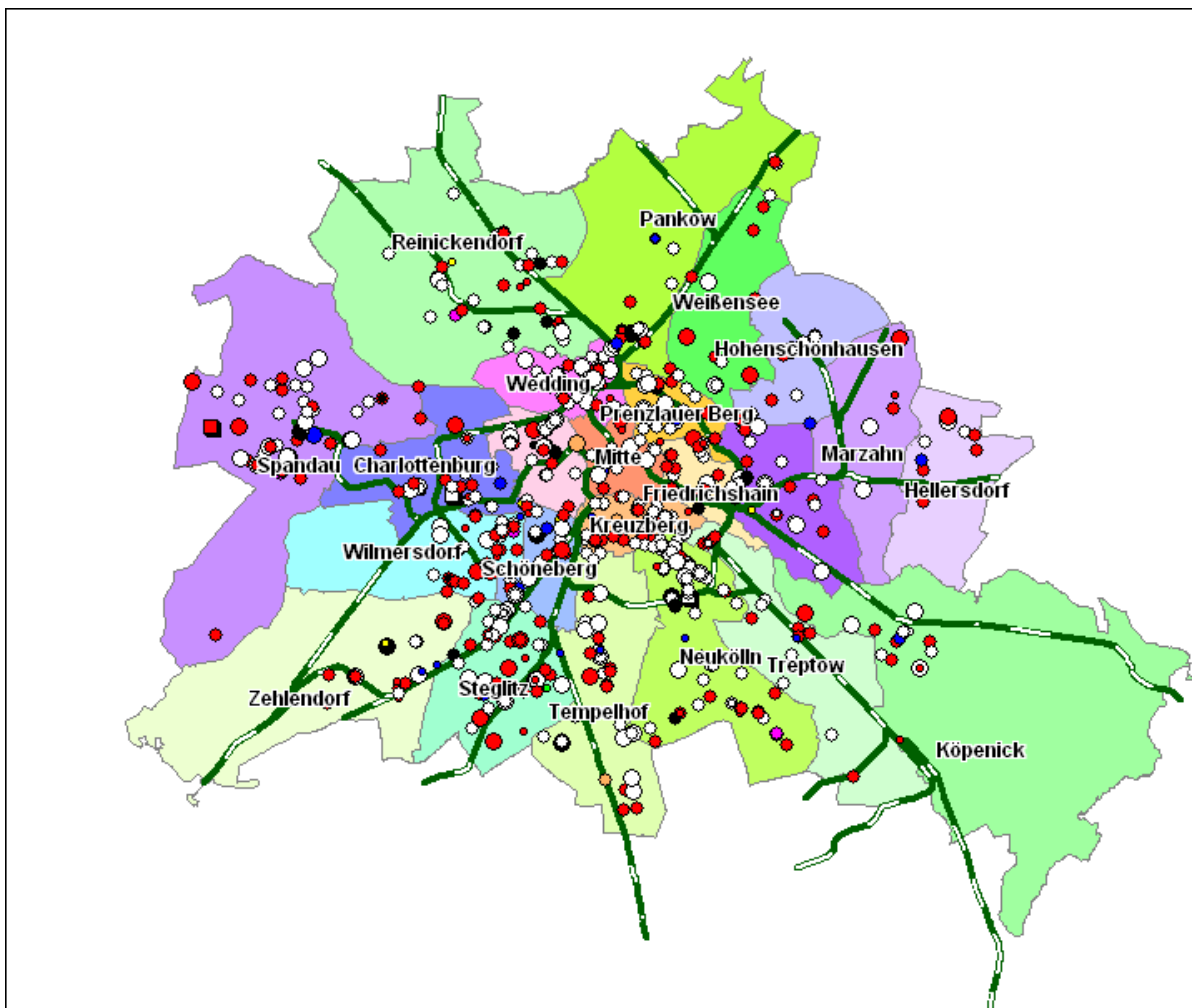 Pankow
Reinickendorf
Weißensee
Hohenschönhausen
Wedding
Prenzlauer Berg
Marzahn
Mitte
Spandau
Charlottenburg
Hellersdorf
Friedrichshain
Kreuzberg
Wilmersdorf
Schöneberg
Neukölln
Treptow
Steglitz
Zehlendorf
Tempelhof
Köpenick